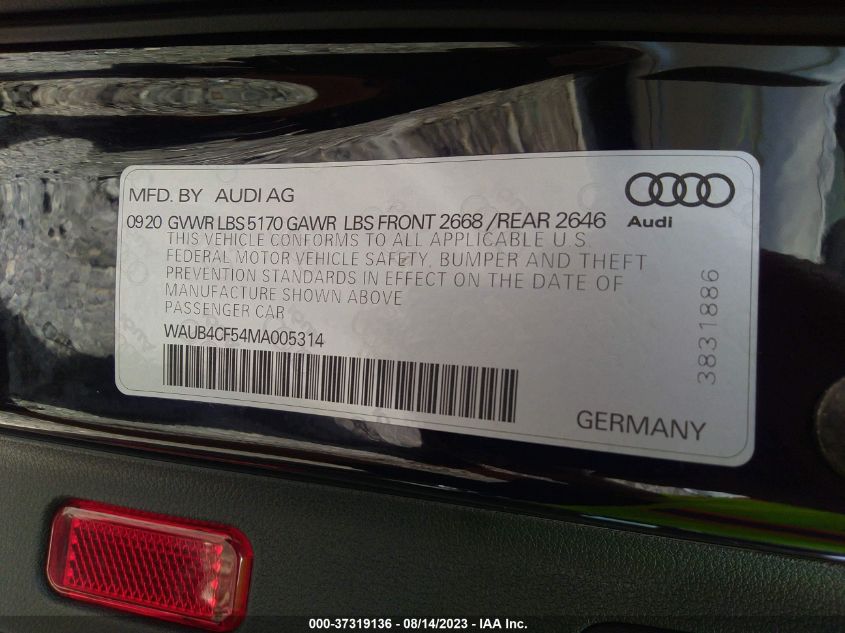 MFD. BY AUDI AG
Audi
09 20 GVWR LBS 5170 GAWR LBS FRONT 2668 / REAR 2646
THIS VEHICLE CONFORMS TO ALL APPLICABLE U.S.
FEDERAL MOTOR VEHICLE SAFETY, BUMPER AND THEFT
PREVENTION STANDARDS IN EFFECT ON THE DATE OF
MANUFACTURE SHOWN ABOVE
PASSENGER CAR
WAUB4CF54MA005314
3831886
GERMANY
000-37319136 - 08/14/2023 - IAA Inc.